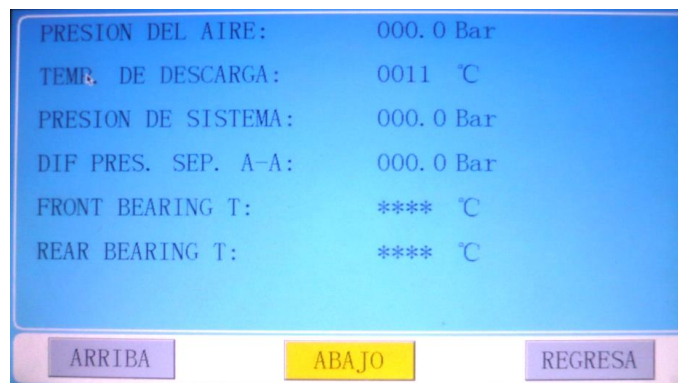 PRESION DEL AIRE: 000.0 Bar
TEMP. DE DESCARGA: 0011 ℃
PRESION DE SISTEMA: 000.0 Bar
DIF PRES. SEP. A-A: 000.0 Bar
FRONT BEARING T: **** ℃
REAR BEARING T: **** ℃
ARRIBA ABAJO REGRESA